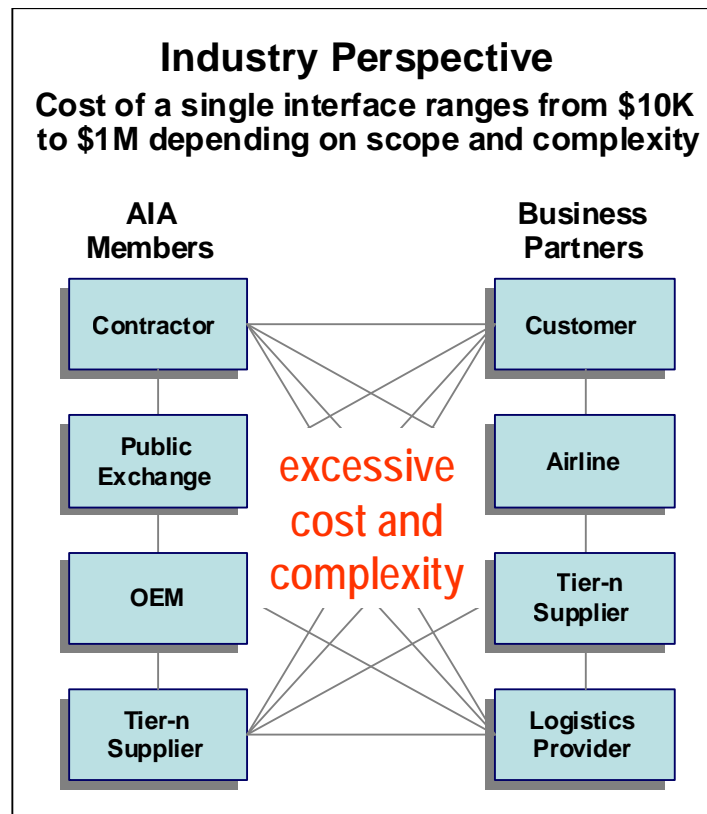 Industry Perspective
Cost of a single interface ranges from $10K
to $1M depending on scope and complexity
AIA
Members
Business
Partners
Contractor
Customer
Public
Exchange
Airline
excessive
cost and
complexity
OEM
Tier-n
Supplier
Tier-n
Supplier
Logistics
Provider